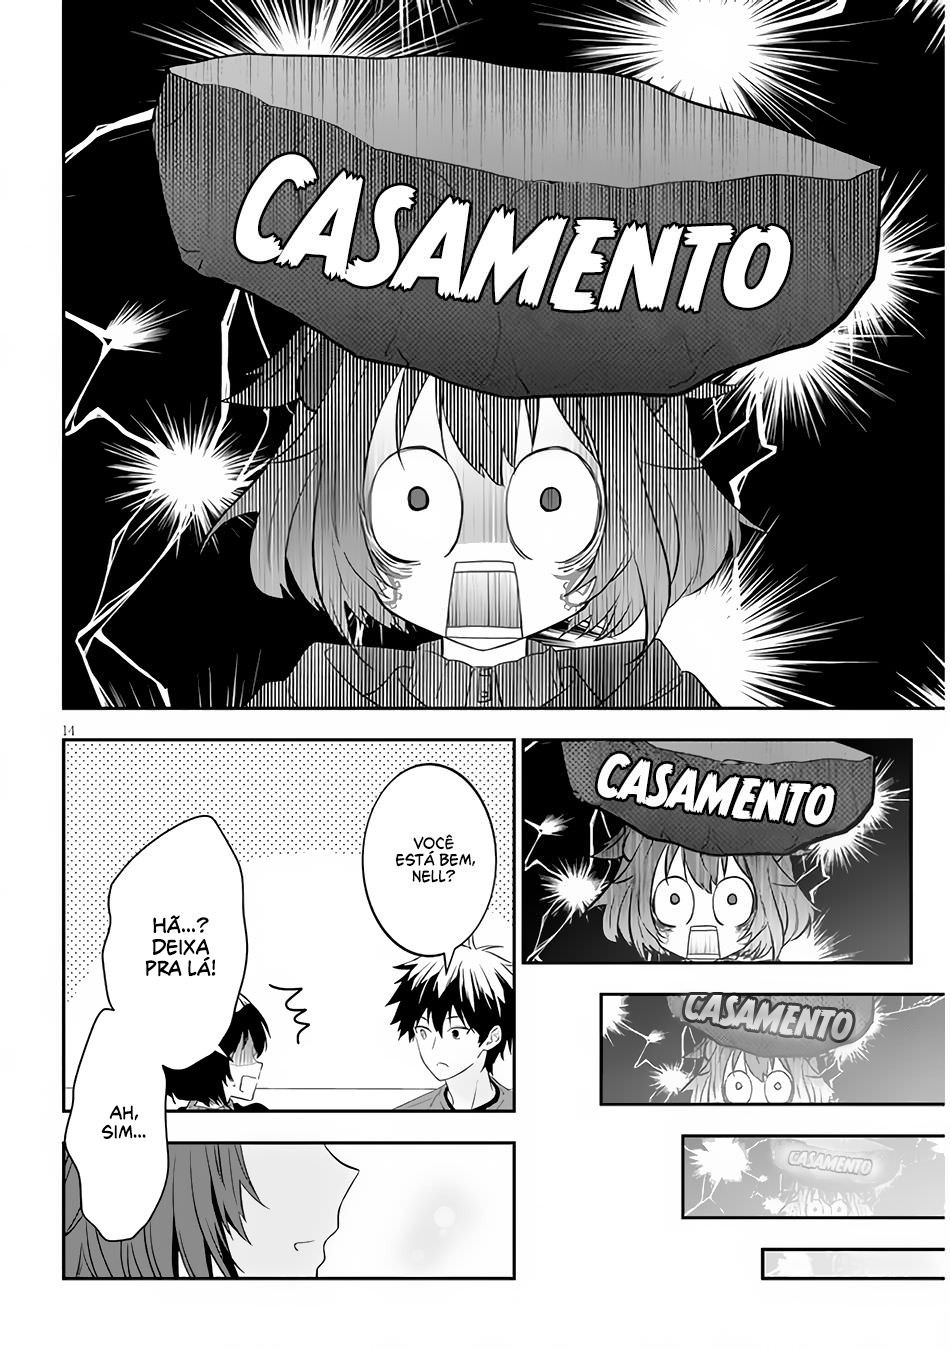 CASAMENTO
14
CASAMENTO
CASAMENTO
CASAMENTO
VOCÊ
ESTÁ BEM,
NELL?
HÃ...?
DEIXA
PRA LÁ!
AH,
SIM...